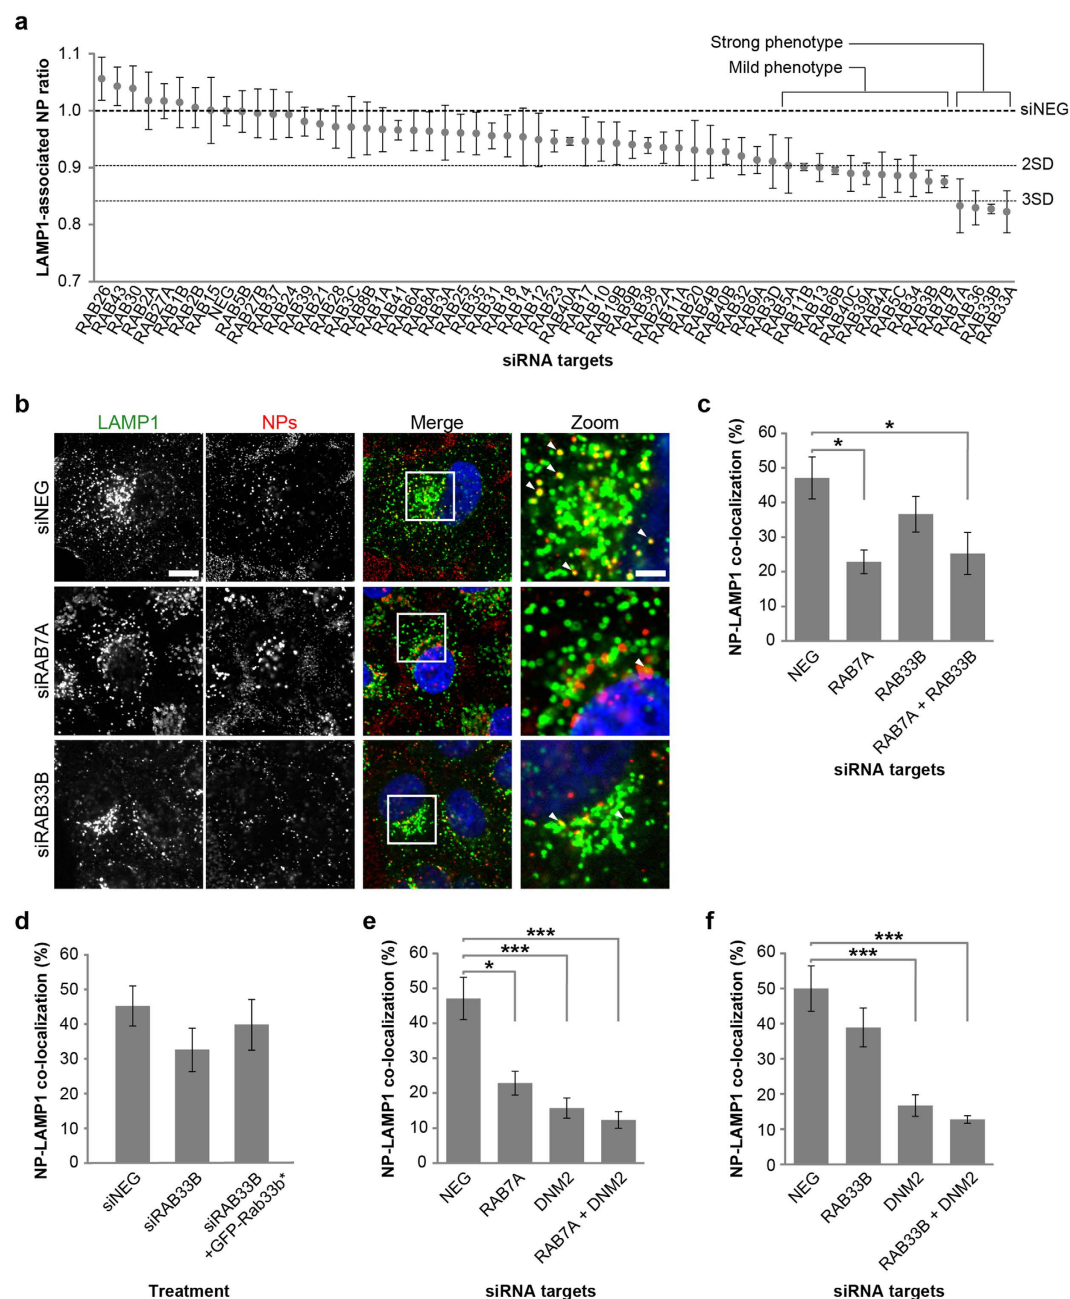 a
Strong phenotype
Mild phenotype
LAMP1-associated NP ratio
1.1
1.0
0.9
0.8
0.7
siNEG
2SD
3SD
RAB26
RAB43
RAB30
RAB2A
RAB27A
RAB1B
RAB2B
RAB15
NEG
RAB5B
RAB27B
RAB37
RAB24
RAB39
RAB21
RAB28
RAB3C
RAB8B
RAB1A
RAB41
RAB6A
RAB8A
RAB3A
RAB25
RAB35
RAB31
RAB18
RAB14
RAB12
RAB23
RAB40A
RAB17
RAB10
RAB19B
RAB9B
RAB38
RAB22A
RAB11A
RAB20
RAB4B
RAB40B
RAB32
RAB9A
RAB3D
RAB5A
RAB11B
RAB13
RAB6B
RAB40C
RAB39A
RAB4A
RAB5C
RAB34
RAB3B
RAB7B
RAB7A
RAB36
RAB33B
RAB33A
siRNA targets
b
LAMP1
NPs
Merge
Zoom
siNEG
siRAB7A
siRAB33B
c
NP-LAMP1 co-localization (%)
60
50
40
30
20
10
0
*
*
NEG
RAB7A
RAB33B
RAB7A + RAB33B
siRNA targets
d
NP-LAMP1 co-localization (%)
60
50
40
30
20
10
0
siNEG
siRAB33B
siRAB33B
+GFP-Rab33b*
Treatment
e
NP-LAMP1 co-localization (%)
60
50
40
30
20
10
0
***
***
*
NEG
RAB7A
DNM2
RAB7A + DNM2
siRNA targets
f
NP-LAMP1 co-localization (%)
60
50
40
30
20
10
0
***
***
NEG
RAB33B
DNM2
RAB33B + DNM2
siRNA targets